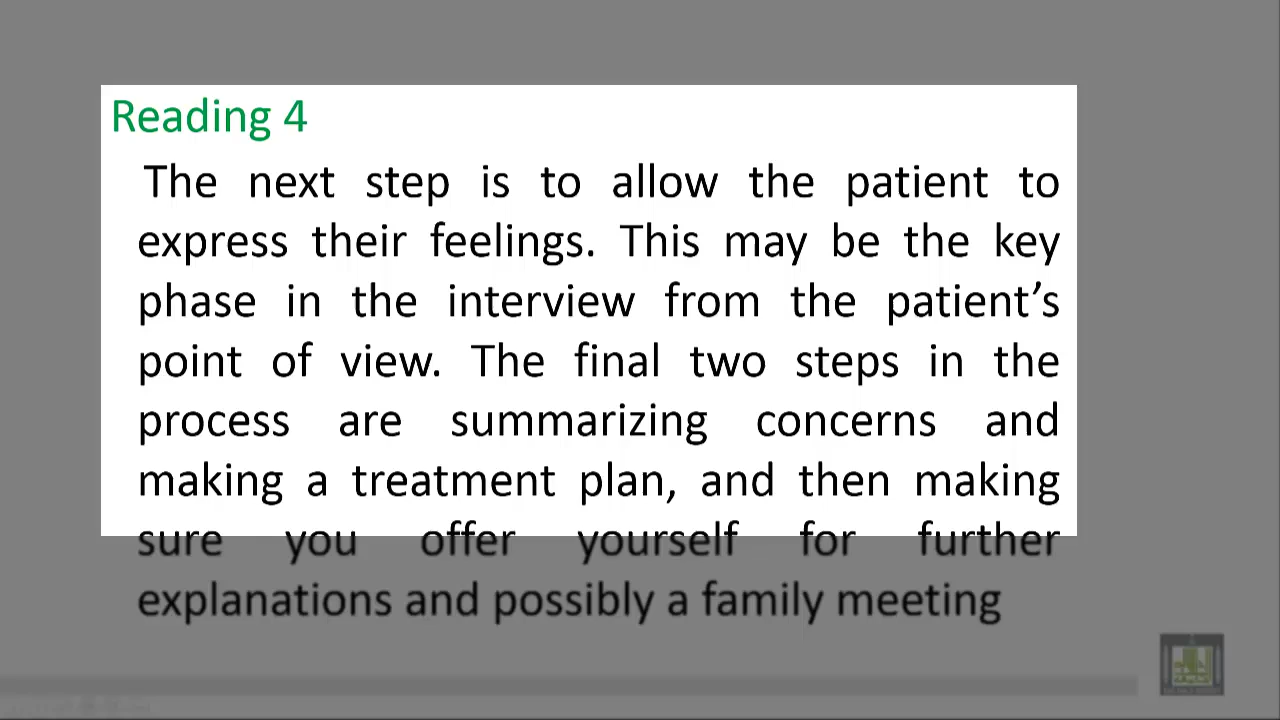 Reading 4
The next step is to allow the patient to
express their feelings. This may be the key
phase in the interview from the patient’s
point of view. The final two steps in the
process are summarizing concerns and
making a treatment plan, and then making
sure you offer yourself for further
explanations and possibly a family meeting